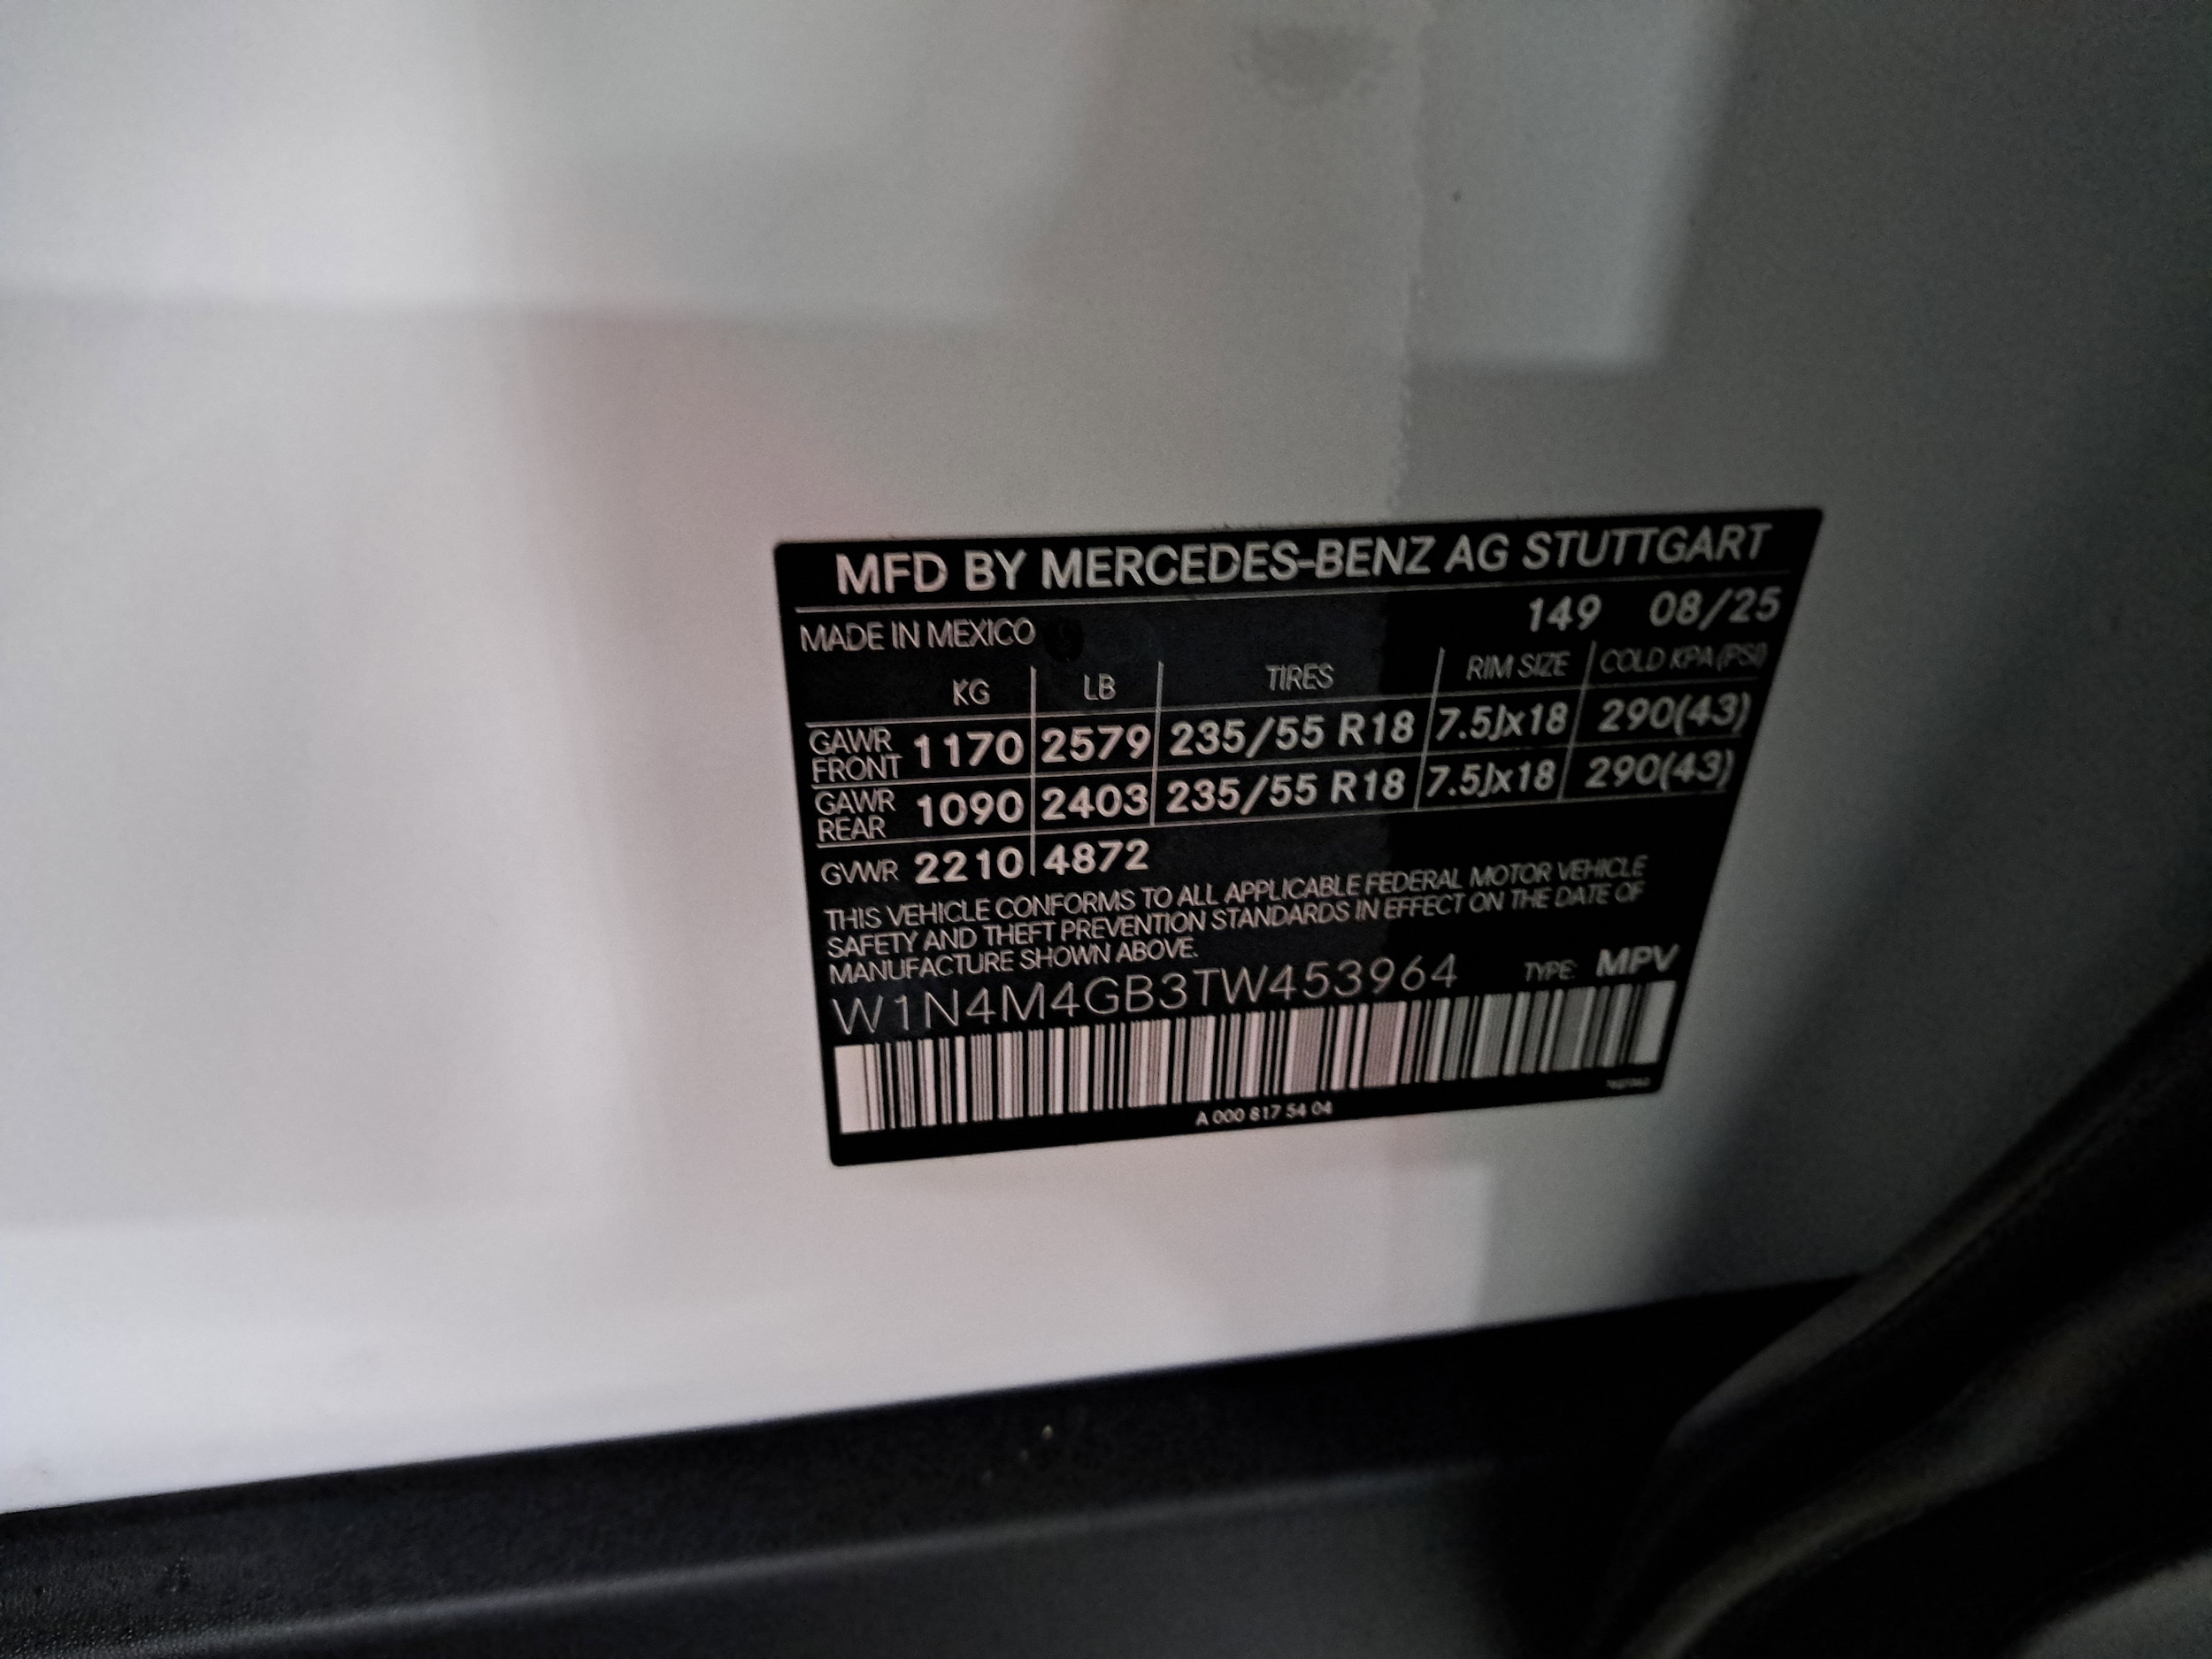 MFD BY MERCEDES-BENZ AG STUTTGART
MADE IN MEXICO 149 08/25
KG LB TIRES RIM SIZE COLD KPA (PSI)
GAWR FRONT 1170 2579 235/55 R18 7.5Jx18 290(43)
GAWR REAR 1090 2403 235/55 R18 7.5Jx18 290(43)
GVWR 2210 4872
THIS VEHICLE CONFORMS TO ALL APPLICABLE FEDERAL MOTOR VEHICLE
SAFETY AND THEFT PREVENTION STANDARDS IN EFFECT ON THE DATE OF
MANUFACTURE SHOWN ABOVE.
W1N4M4GB3TW453964 TYPE: MPV
A 000 817 54 04